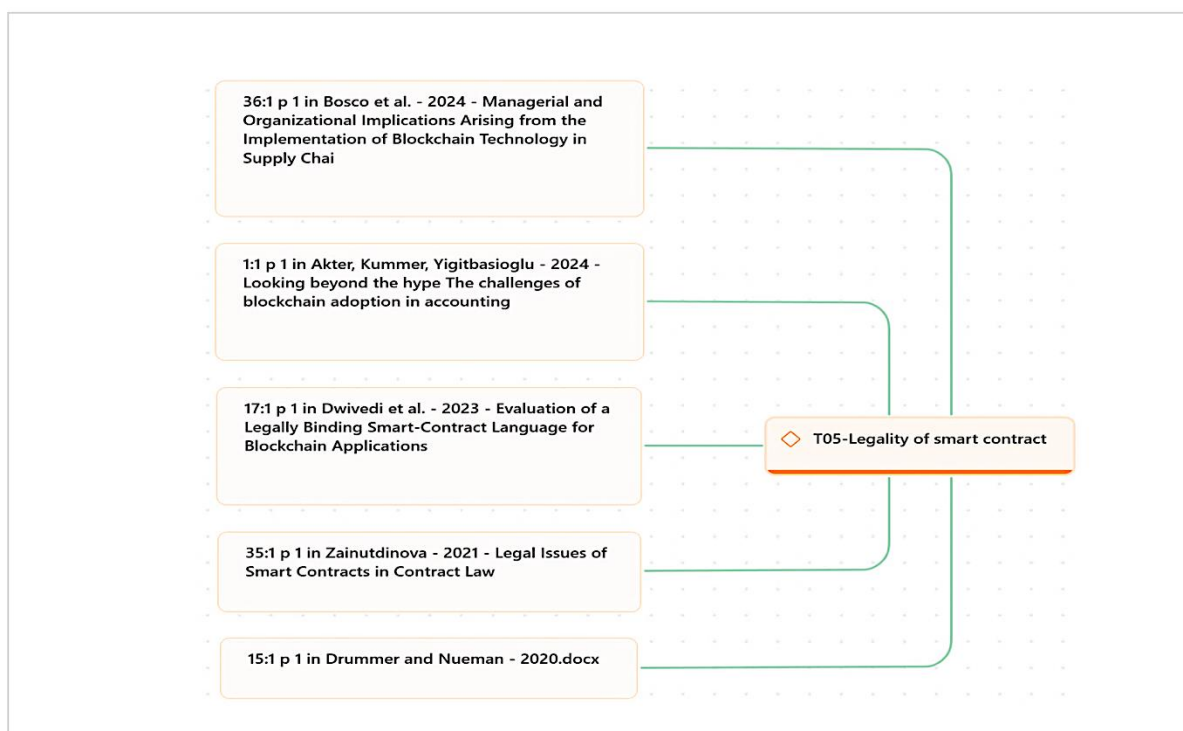 36:1 p 1 in Bosco et al. - 2024 - Managerial and
Organizational Implications Arising from the
Implementation of Blockchain Technology in
Supply Chai
1:1 p 1 in Akter, Kummer, Yigitbasioglu - 2024 -
Looking beyond the hype The challenges of
blockchain adoption in accounting
17:1 p 1 in Dwivedi et al. - 2023 - Evaluation of a
Legally Binding Smart-Contract Language for
Blockchain Applications
T05-Legality of smart contract
35:1 p 1 in Zainutdinova - 2021 - Legal Issues of
Smart Contracts in Contract Law
15:1 p 1 in Drummer and Nueman - 2020.docx